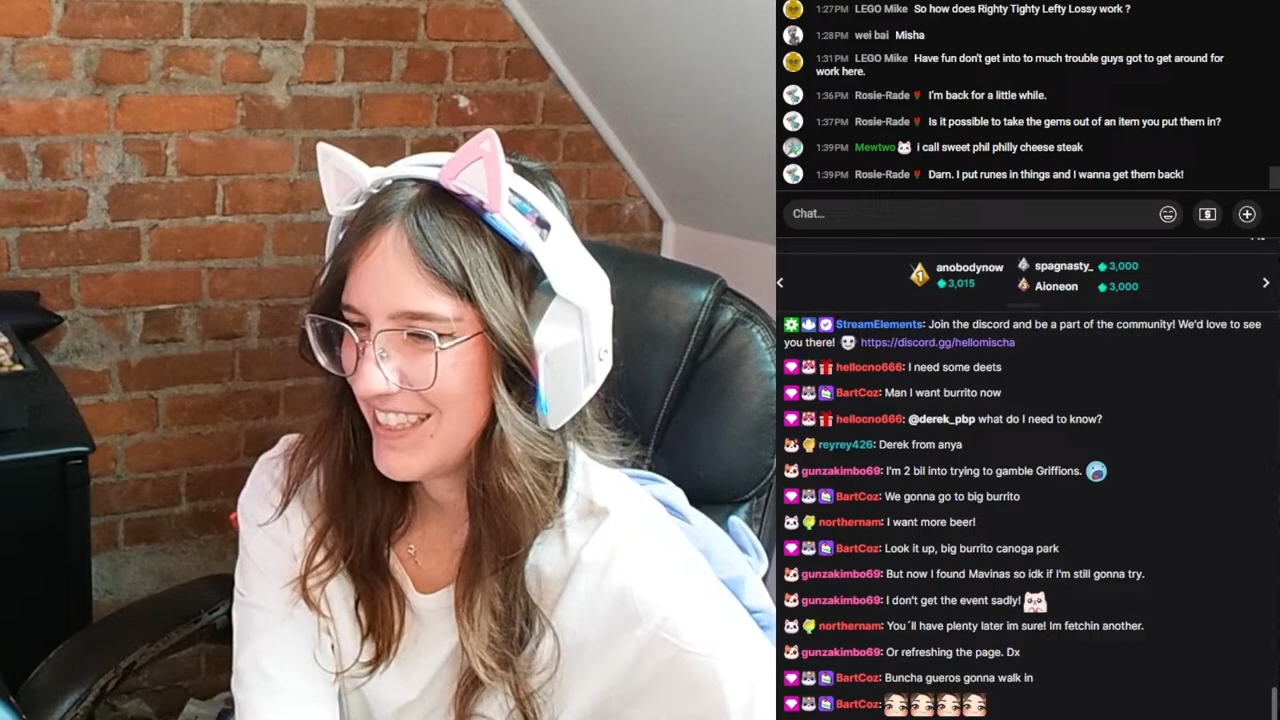 1:27PM LEGO Mike So how does Righty Tighty Lefty Lossy work ?
1:28PM wei bai Misha
1:31PM LEGO Mike Have fun don't get into to much trouble guys got to get around for
work here.
1:36PM Rosie-Rade I'm back for a little while.
1:37PM Rosie-Rade Is it possible to take the gems out of an item you put them in?
1:39PM Mewtwo i call sweet phil philly cheese steak
1:39PM Rosie-Rade Darn. I put runes in things and I wanna get them back!
Chat...
1 anobodynow 3,015
2 spagnasty_ 3,000
3 Aioneon 3,000
StreamElements: Join the discord and be a part of the community! We'd love to see
you there! https://discord.gg/hellomischa
hellocno666: I need some deets
BartCoz: Man I want burrito now
hellocno666: @derek_pbp what do I need to know?
reyrey426: Derek from anya
gunzakimbo69: I'm 2 bil into trying to gamble Griffions.
BartCoz: We gonna go to big burrito
northernam: I want more beer!
BartCoz: Look it up, big burrito canoga park
gunzakimbo69: But now I found Mavinas so idk if I'm still gonna try.
gunzakimbo69: I don't get the event sadly!
northernam: You´ll have plenty later im sure! Im fetchin another.
gunzakimbo69: Or refreshing the page. Dx
BartCoz: Buncha gueros gonna walk in
BartCoz: